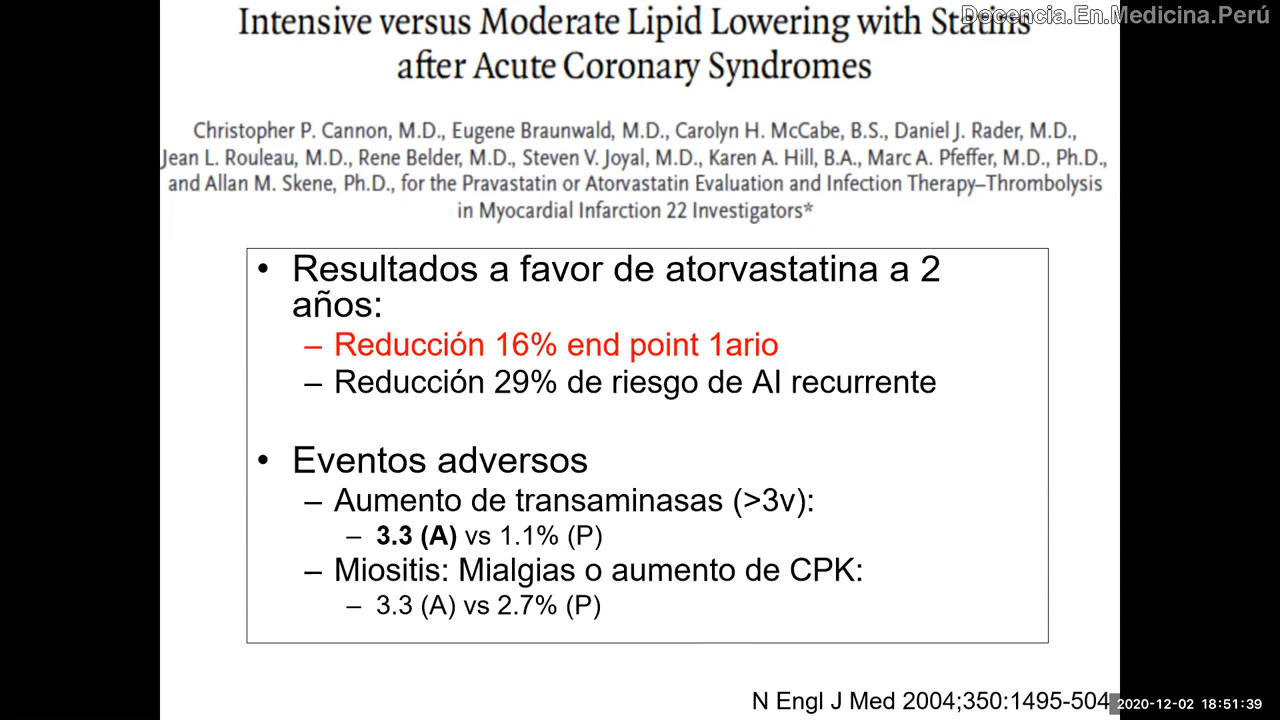 Intensive versus Moderate Lipid Lowering with Statins
Docencia.En.Medicina.Perú
after Acute Coronary Syndromes
Christopher P. Cannon, M.D., Eugene Braunwald, M.D., Carolyn H. McCabe, B.S., Daniel J. Rader, M.D.,
Jean L. Rouleau, M.D., Rene Belder, M.D., Steven V. Joyal, M.D., Karen A. Hill, B.A., Marc A. Pfeffer, M.D., Ph.D.,
and Allan M. Skene, Ph.D., for the Pravastatin or Atorvastatin Evaluation and Infection Therapy–Thrombolysis
in Myocardial Infarction 22 Investigators*
• Resultados a favor de atorvastatina a 2
años:
– Reducción 16% end point 1ario
– Reducción 29% de riesgo de AI recurrente
• Eventos adversos
– Aumento de transaminasas (>3v):
– 3.3 (A) vs 1.1% (P)
– Miositis: Mialgias o aumento de CPK:
– 3.3 (A) vs 2.7% (P)
N Engl J Med 2004;350:1495-504
2020-12-02 18:51:39